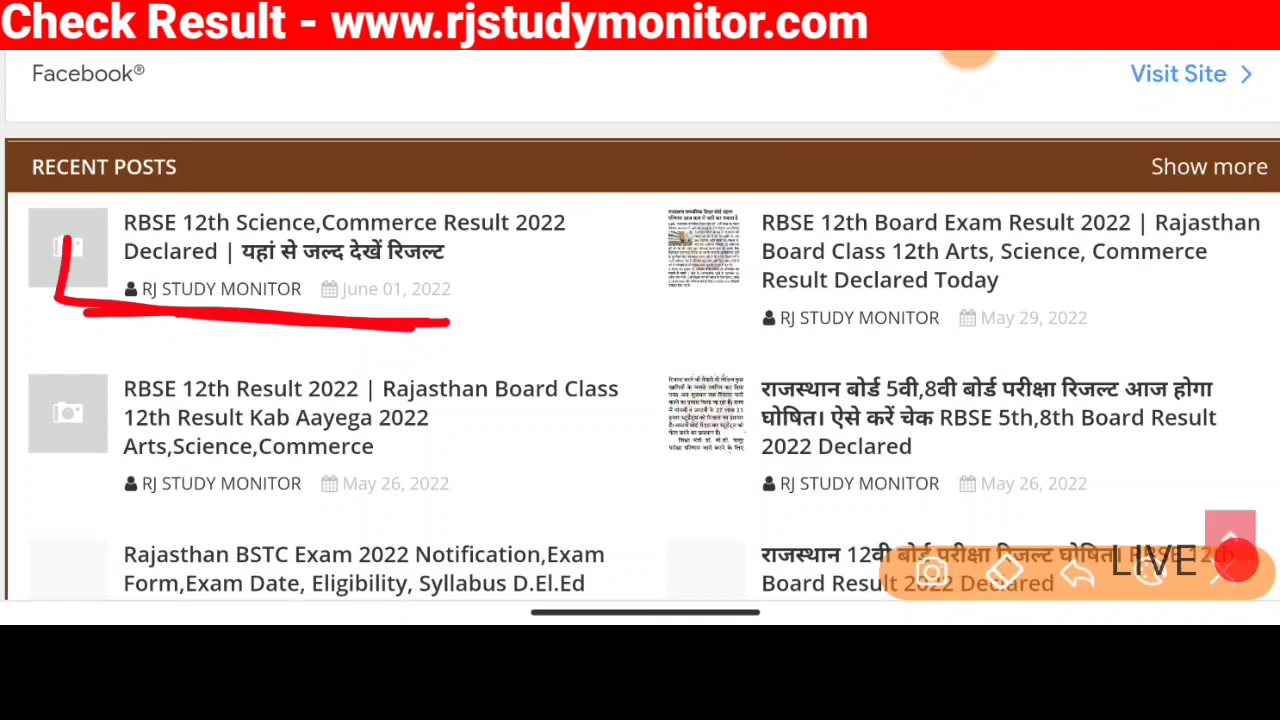 Check Result - www.rjstudymonitor.com
Facebook®
Visit Site
RECENT POSTS
Show more
RBSE 12th Science,Commerce Result 2022
Declared | यहां से जल्द देखें रिजल्ट
RJ STUDY MONITOR June 01, 2022
RBSE 12th Board Exam Result 2022 | Rajasthan
Board Class 12th Arts, Science, Commerce
Result Declared Today
RJ STUDY MONITOR May 29, 2022
RBSE 12th Result 2022 | Rajasthan Board Class
12th Result Kab Aayega 2022
Arts,Science,Commerce
RJ STUDY MONITOR May 26, 2022
राजस्थान बोर्ड 5वी,8वी बोर्ड परीक्षा रिजल्ट आज होगा
घोषित। ऐसे करें चेक RBSE 5th,8th Board Result
2022 Declared
RJ STUDY MONITOR May 26, 2022
Rajasthan BSTC Exam 2022 Notification,Exam
Form,Exam Date, Eligibility, Syllabus D.El.Ed
राजस्थान 12वी बोर्ड परीक्षा रिजल्ट घोषित। RBSE 12th
Board Result 2022 Declared
LIVE